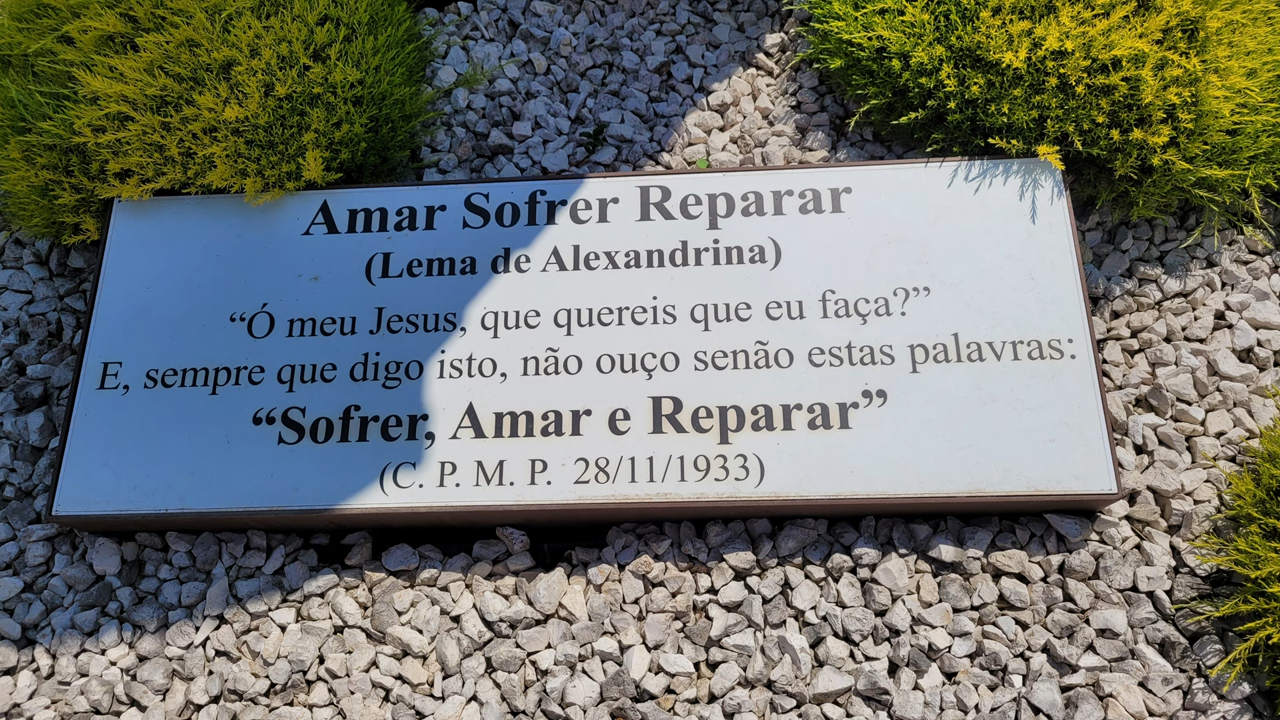 Amar Sofrer Reparar
(Lema de Alexandrina)
“Ó meu Jesus, que quereis que eu faça?”
E, sempre que digo isto, não ouço senão estas palavras:
“Sofrer, Amar e Reparar”
(C. P. M. P. 28/11/1933)